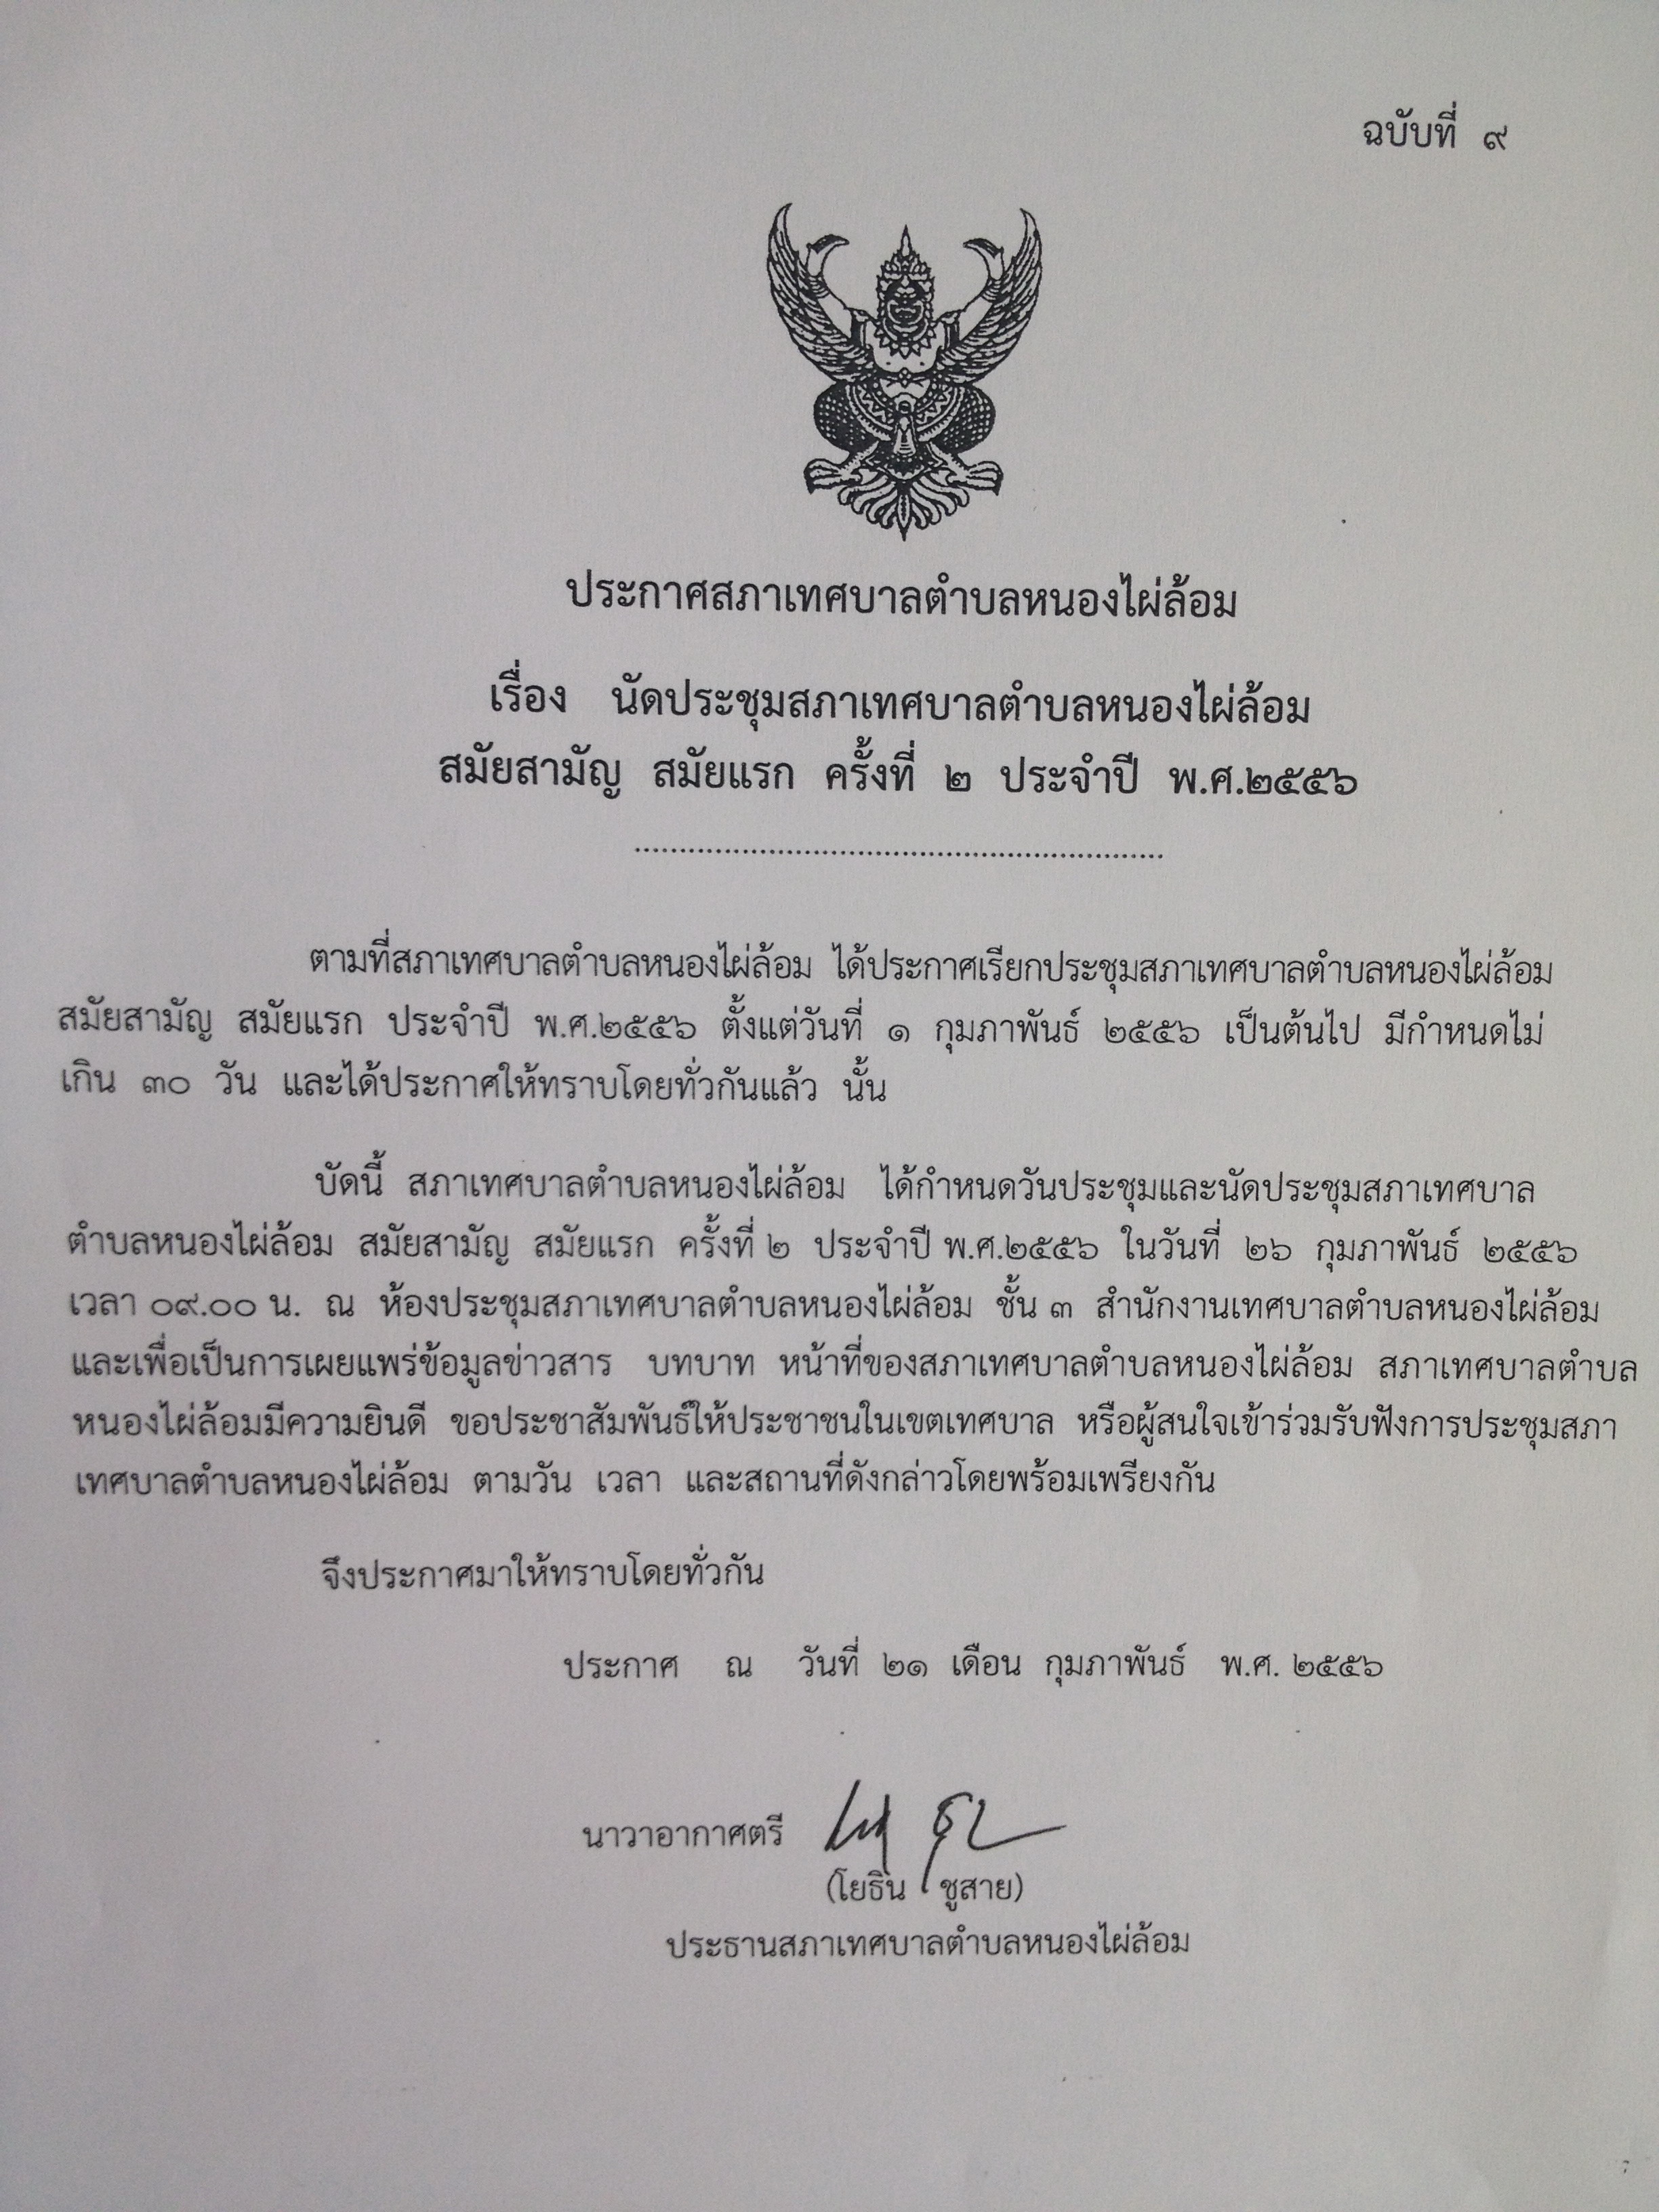 ฉบับที่ ๙
ประกาศสภาเทศบาลตำบลหนองไผ่ล้อม
เรื่อง นัดประชุมสภาเทศบาลตำบลหนองไผ่ล้อม
สมัยสามัญ สมัยแรก ครั้งที่ ๒ ประจำปี พ.ศ.๒๕๕๖
ตามที่สภาเทศบาลตำบลหนองไผ่ล้อม ได้ประกาศเรียกประชุมสภาเทศบาลตำบลหนองไผ่ล้อม
สมัยสามัญ สมัยแรก ประจำปี พ.ศ.๒๕๕๖ ตั้งแต่วันที่ ๑ กุมภาพันธ์ ๒๕๕๖ เป็นต้นไป มีกำหนดไม่
เกิน ๓๐ วัน และได้ประกาศให้ทราบโดยทั่วกันแล้ว นั้น
บัดนี้ สภาเทศบาลตำบลหนองไผ่ล้อม ได้กำหนดวันประชุมและนัดประชุมสภาเทศบาล
ตำบลหนองไผ่ล้อม สมัยสามัญ สมัยแรก ครั้งที่ ๒ ประจำปี พ.ศ.๒๕๕๖ ในวันที่ ๒๖ กุมภาพันธ์ ๒๕๕๖
เวลา ๐๙.๐๐ น. ณ ห้องประชุมสภาเทศบาลตำบลหนองไผ่ล้อม ชั้น ๓ สำนักงานเทศบาลตำบลหนองไผ่ล้อม
และเพื่อเป็นการเผยแพร่ข้อมูลข่าวสาร บทบาท หน้าที่ของสภาเทศบาลตำบลหนองไผ่ล้อม สภาเทศบาลตำบล
หนองไผ่ล้อมมีความยินดี ขอประชาสัมพันธ์ให้ประชาชนในเขตเทศบาล หรือผู้สนใจเข้าร่วมรับฟังการประชุมสภา
เทศบาลตำบลหนองไผ่ล้อม ตามวัน เวลา และสถานที่ดังกล่าวโดยพร้อมเพรียงกัน
จึงประกาศมาให้ทราบโดยทั่วกัน
ประกาศ ณ วันที่ ๒๑ เดือน กุมภาพันธ์ พ.ศ. ๒๕๕๖
นาวาอากาศตรี
(โยธิน ชูสาย)
ประธานสภาเทศบาลตำบลหนองไผ่ล้อม